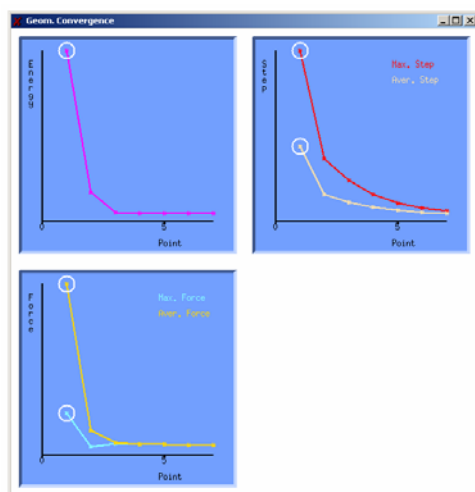 Geom. Convergence
Energy
0
5
Point
Step
Max. Step
Aver. Step
0
5
Point
Force
Max. Force
Aver. Force
0
5
Point